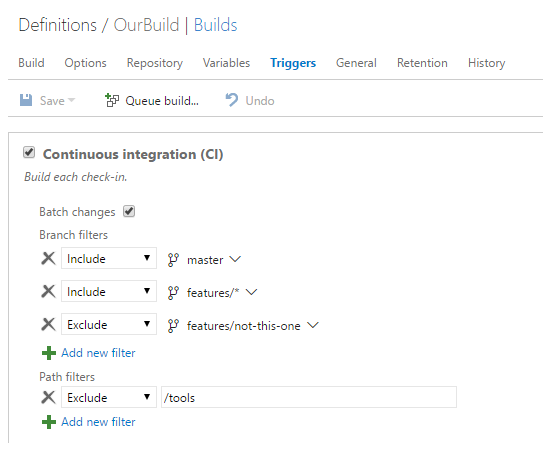 Definitions / OurBuild | Builds
Build Options Repository Variables Triggers General Retention History
Save Queue build... Undo
Continuous integration (CI)
Build each check-in.
Batch changes
Branch filters
Include master
Include features/*
Exclude features/not-this-one
Add new filter
Path filters
Exclude /tools
Add new filter